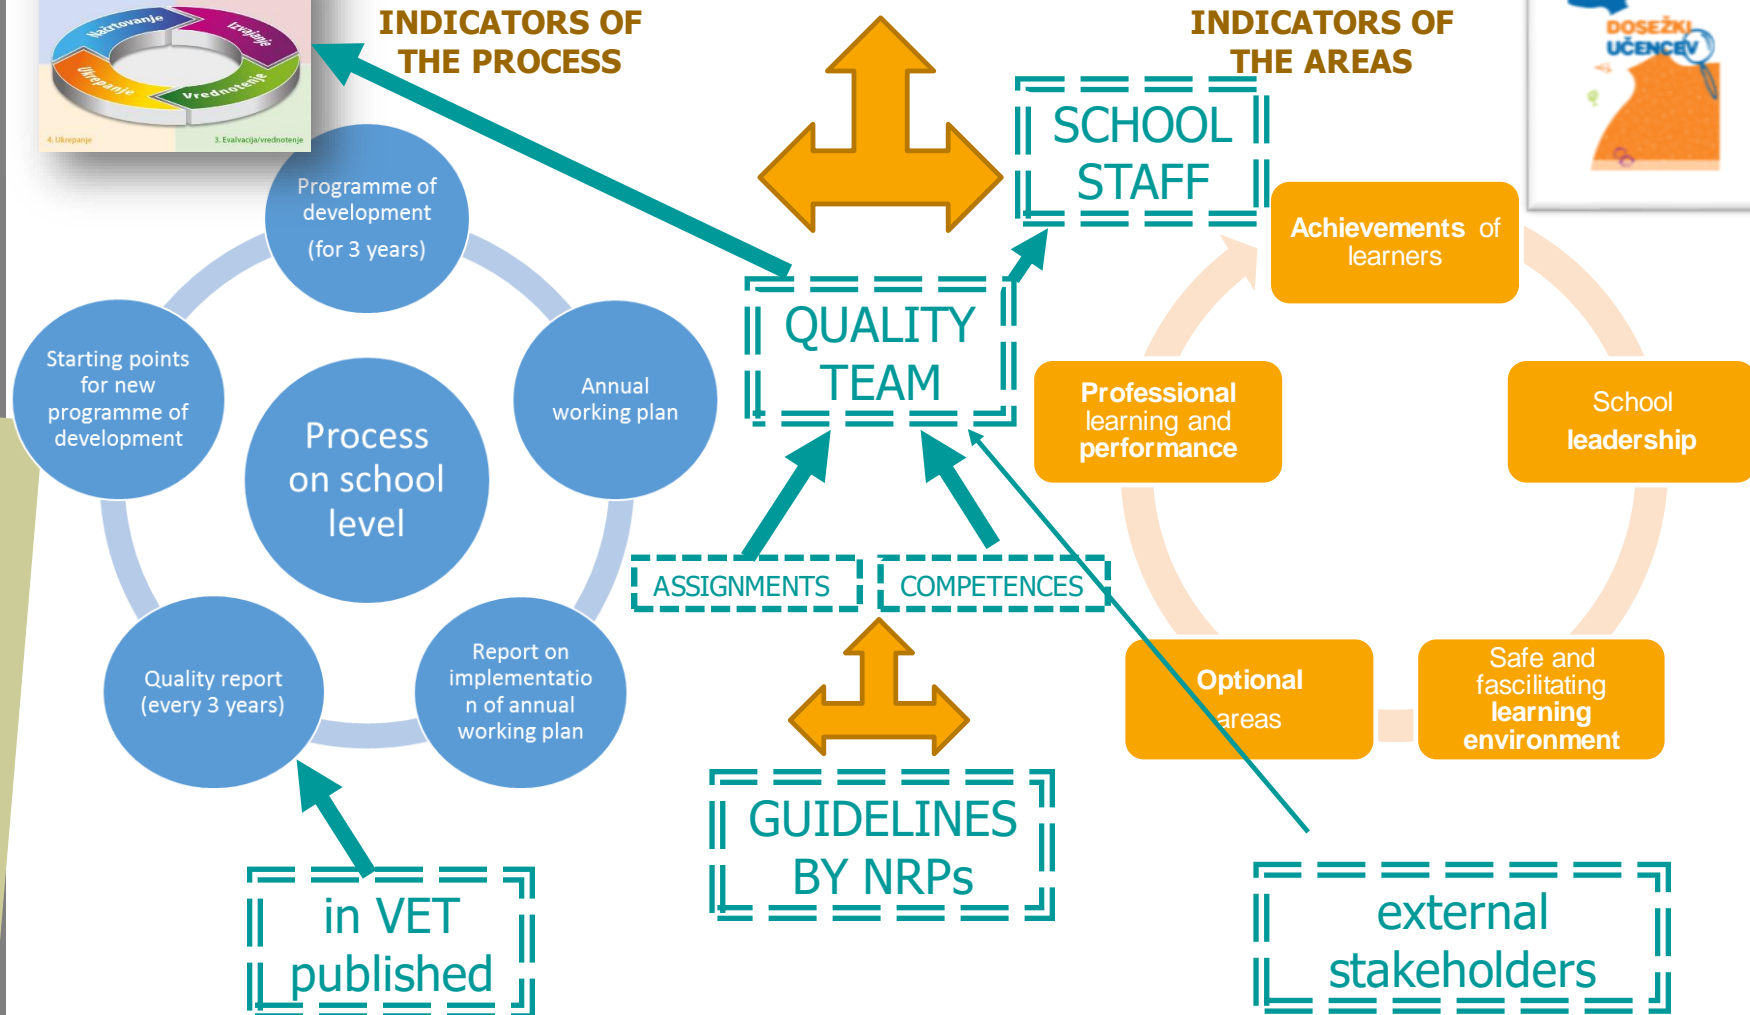 Načrtovanje
Izvajanje
Ukrepanje
Vrednotenje
4. Ukrepanje
3. Evalvacija/vrednotenje
INDICATORS OF
THE PROCESS
INDICATORS OF
THE AREAS
DOSEŽKI
UČENCEV
SCHOOL
STAFF
QUALITY
TEAM
ASSIGNMENTS
COMPETENCES
GUIDELINES
BY NRPs
in VET
published
external
stakeholders
Process
on school
level
Programme of
development
(for 3 years)
Annual
working plan
Report on
implementatio
n of annual
working plan
Quality report
(every 3 years)
Starting points
for new
programme of
development
Achievements of
learners
School
leadership
Safe and
fascilitating
learning
environment
Optional
areas
Professional
learning and
performance